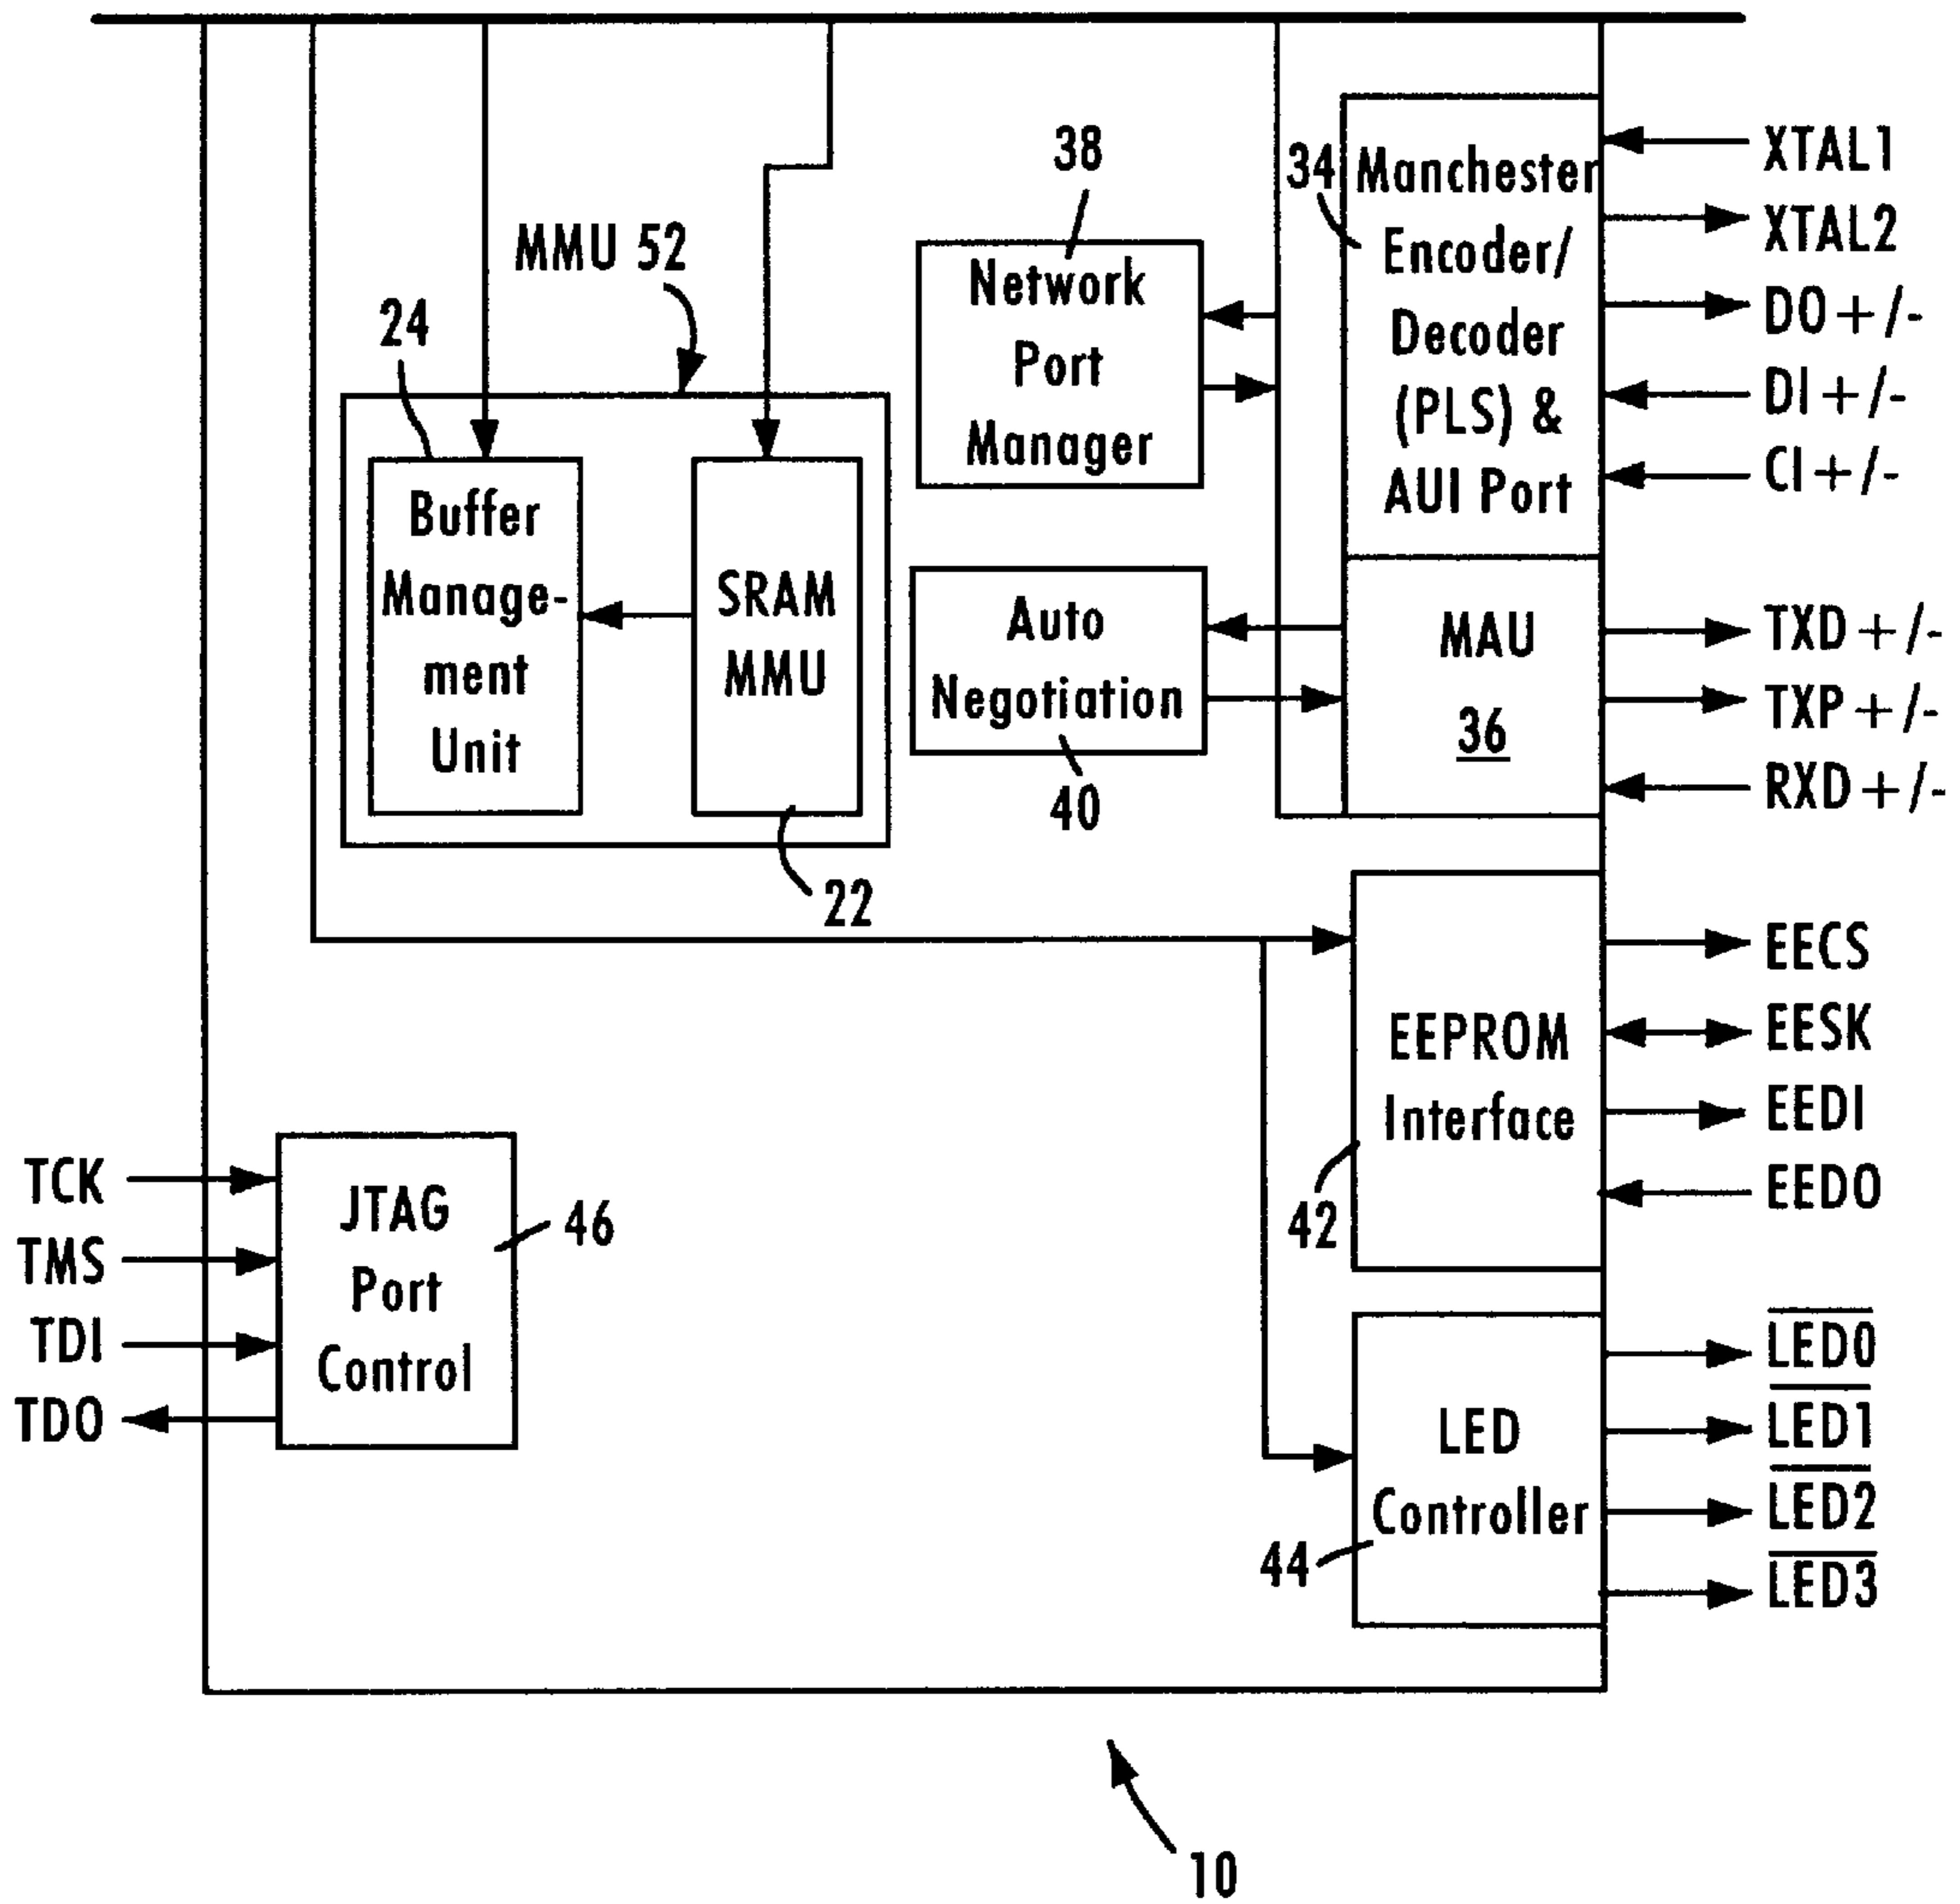 38
34
Manchester
Encoder/
Decoder
(PLS) &
AUI Port
XTAL1
XTAL2
DO+/-
DI+/-
CI+/-
MMU 52
24
Network
Port
Manager
Buffer
Manage-
ment
Unit
SRAM
MMU
22
Auto
Negotiation
40
MAU
36
TXD+/-
TXP+/-
RXD+/-
EEPROM
Interface
42
EECS
EESK
EEDI
EEDO
TCK
TMS
TDI
TDO
JTAG
Port
Control
46
LED
Controller
44
LED0
LED1
LED2
LED3
10